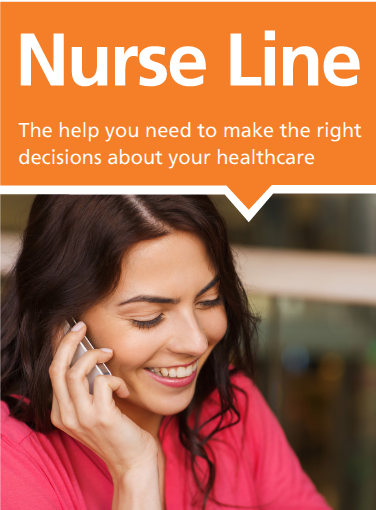 Nurse Line
The help you need to make the right
decisions about your healthcare